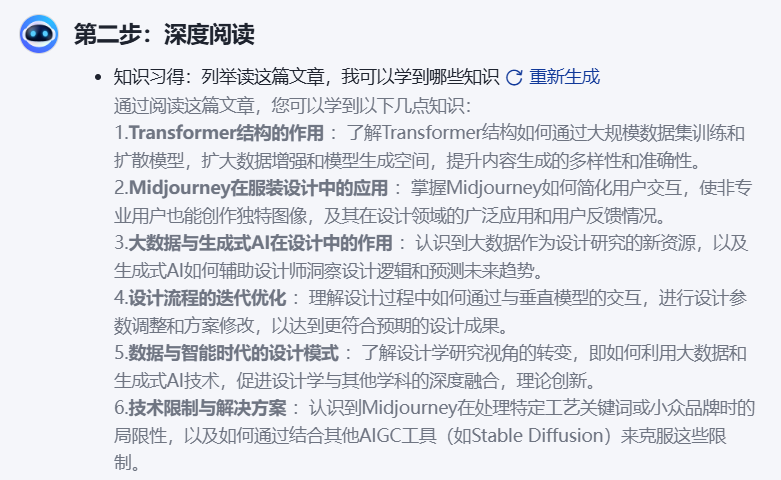 第二步：深度阅读
知识习得：列举读这篇文章，我可以学到哪些知识 重新生成
通过阅读这篇文章，您可以学到以下几点知识：
1.Transformer结构的作用 ：了解Transformer结构如何通过大规模数据集训练和
扩散模型，扩大数据增强和模型生成空间，提升内容生成的多样性和准确性。
2.Midjourney在服装设计中的应用 ：掌握Midjourney如何简化用户交互，使非专
业用户也能创作独特图像，及其在设计领域的广泛应用和用户反馈情况。
3.大数据与生成式AI在设计中的作用 ：认识到大数据作为设计研究的新资源，以及
生成式AI如何辅助设计师洞察设计逻辑和预测未来趋势。
4.设计流程的迭代优化 ：理解设计过程中如何通过与垂直模型的交互，进行设计参
数调整和方案修改，以达到更符合预期的设计成果。
5.数据与智能时代的设计模式 ：了解设计学研究视角的转变，即如何利用大数据和
生成式AI技术，促进设计学与其他学科的深度融合，理论创新。
6.技术限制与解决方案 ：认识到Midjourney在处理特定工艺关键词或小众品牌时的
局限性，以及如何通过结合其他AIGC工具（如Stable Diffusion）来克服这些限
制。